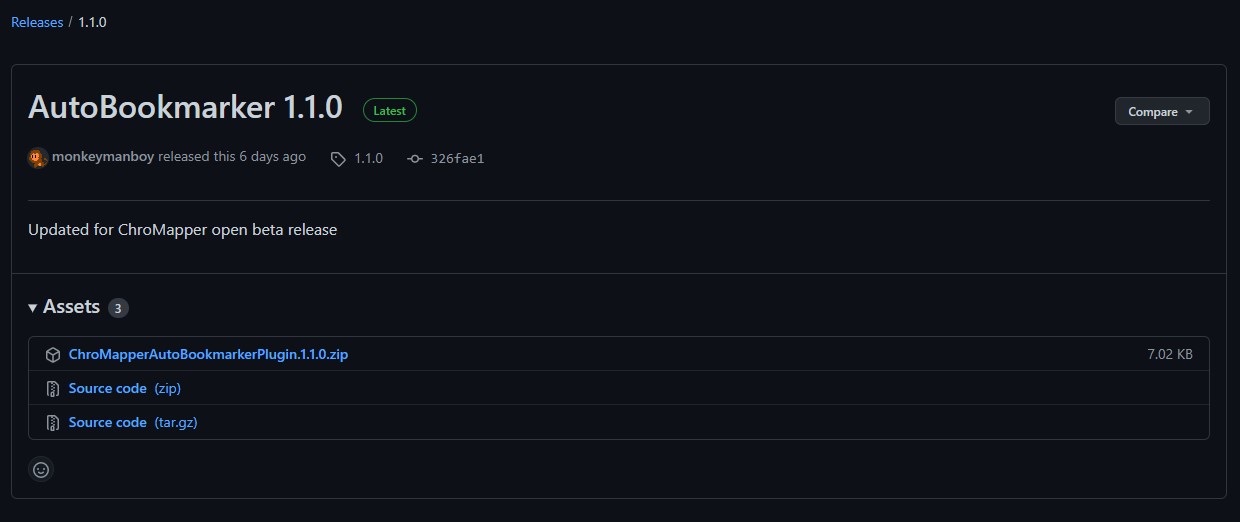 Releases / 1.1.0
AutoBookmarker 1.1.0 Latest
Compare
monkeymanboy released this 6 days ago 1.1.0 326fae1
Updated for ChroMapper open beta release
Assets 3
ChroMapperAutoBookmarkerPlugin.1.1.0.zip 7.02 KB
Source code (zip)
Source code (tar.gz)